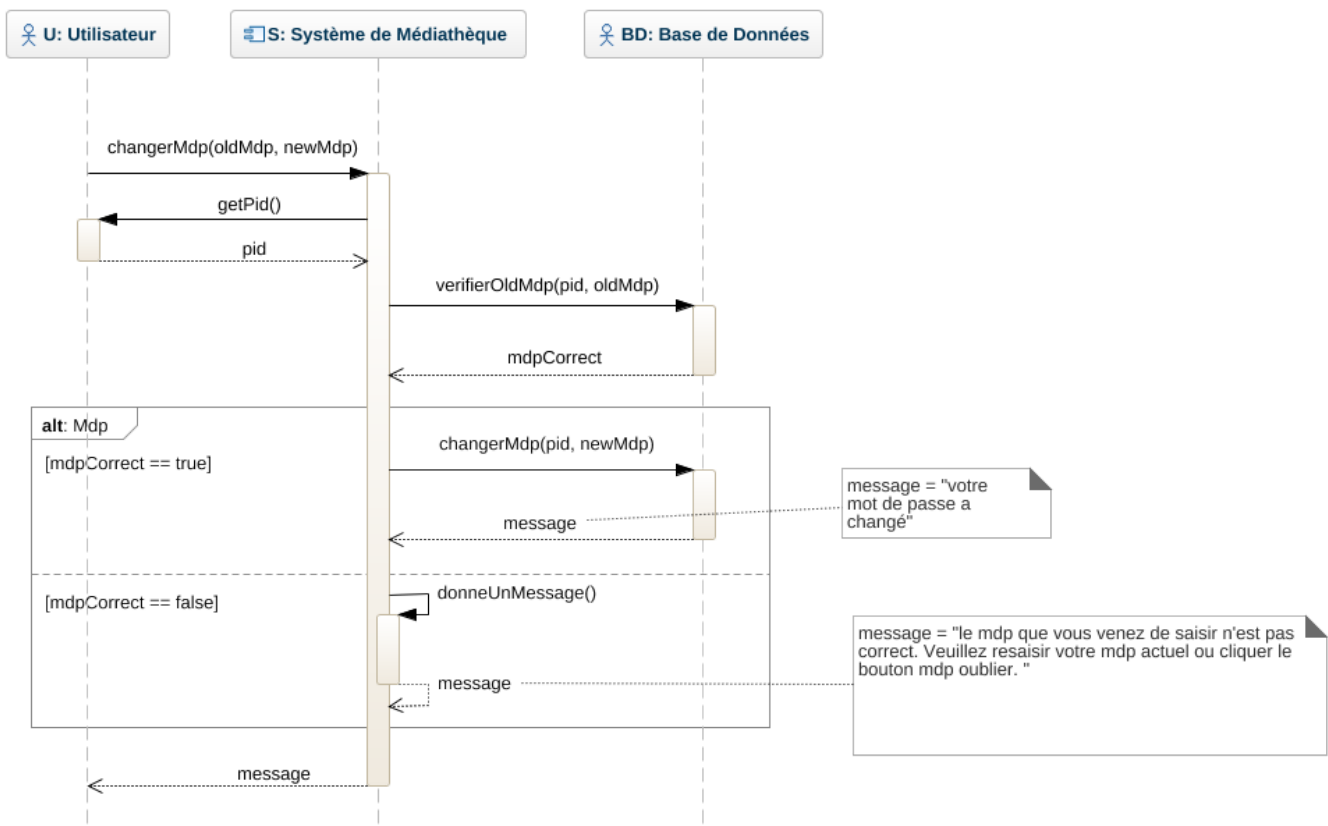 U: Utilisateur
S: Système de Médiathèque
BD: Base de Données
changerMdp(oldMdp, newMdp)
getPid()
pid
verifierOldMdp(pid, oldMdp)
mdpCorrect
alt: Mdp
[mdpCorrect == true]
changerMdp(pid, newMdp)
message
message = "votre
mot de passe a
changé"
[mdpCorrect == false]
donneUnMessage()
message
message = "le mdp que vous venez de saisir n'est pas
correct. Veuillez resaisir votre mdp actuel ou cliquer le
bouton mdp oublier. "
message